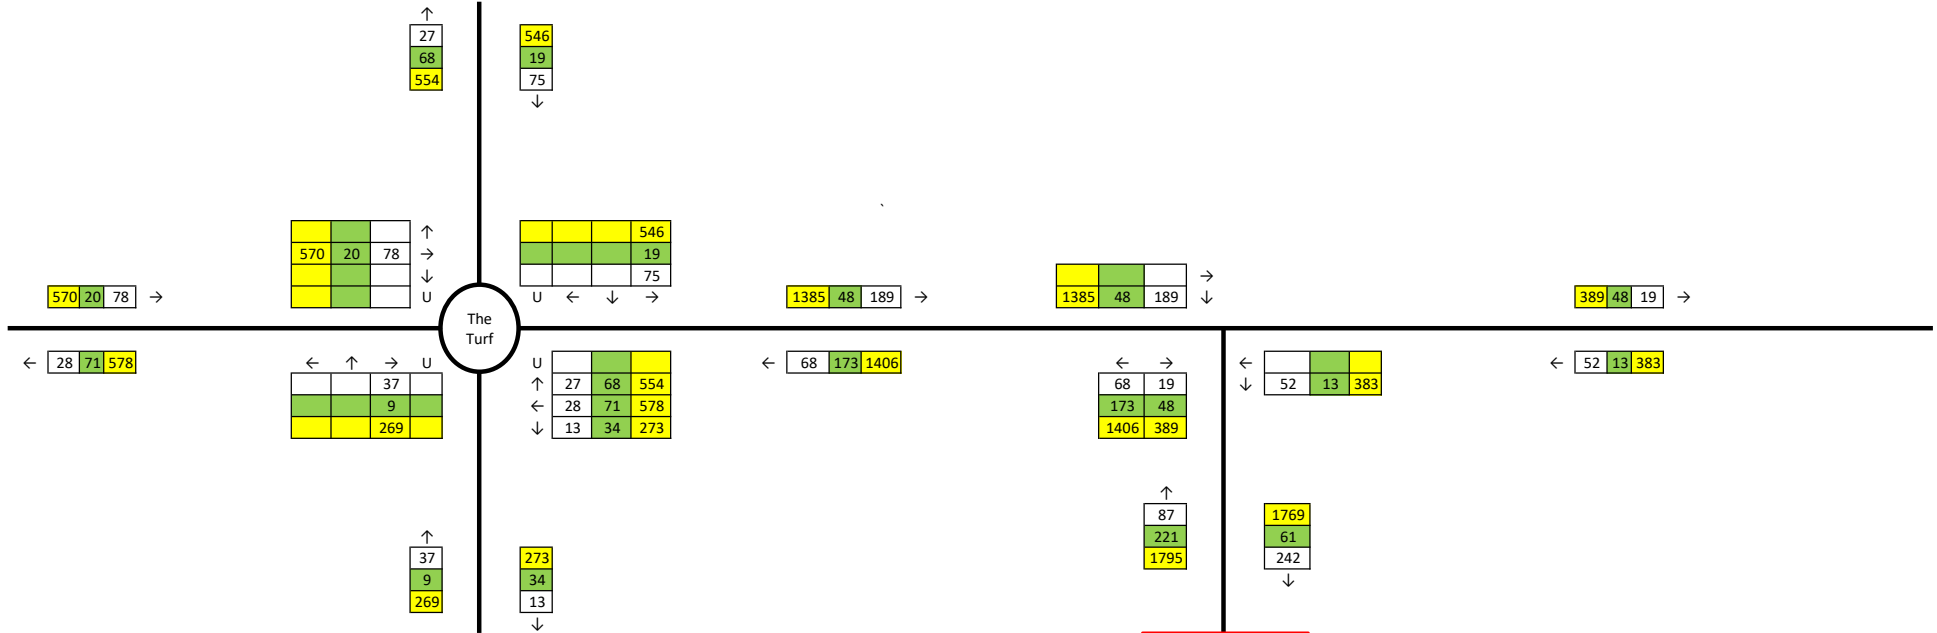 ↑
27
68
554
546
19
75
↓
`
↑
570 20 78 →
↓
U
546
19
75
U ← ↓ →
570 20 78 →
1385 48 189 →
→
1385 48 189 ↓
389 48 19 →
The
Turf
← 28 71 578
← ↑ → U
37
9
269
U
↑ 27 68 554
← 28 71 578
↓ 13 34 273
← 68 173 1406
← →
68 19
173 48
1406 389
←
↓ 52 13 383
← 52 13 383
↑
87
221
1795
1769
61
242
↓
↑
37
9
269
273
34
13
↓